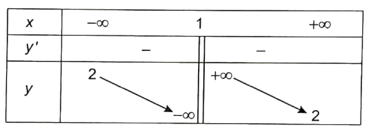 x −∞ 1 +∞
y' − −
y 2 −∞ +∞ 2